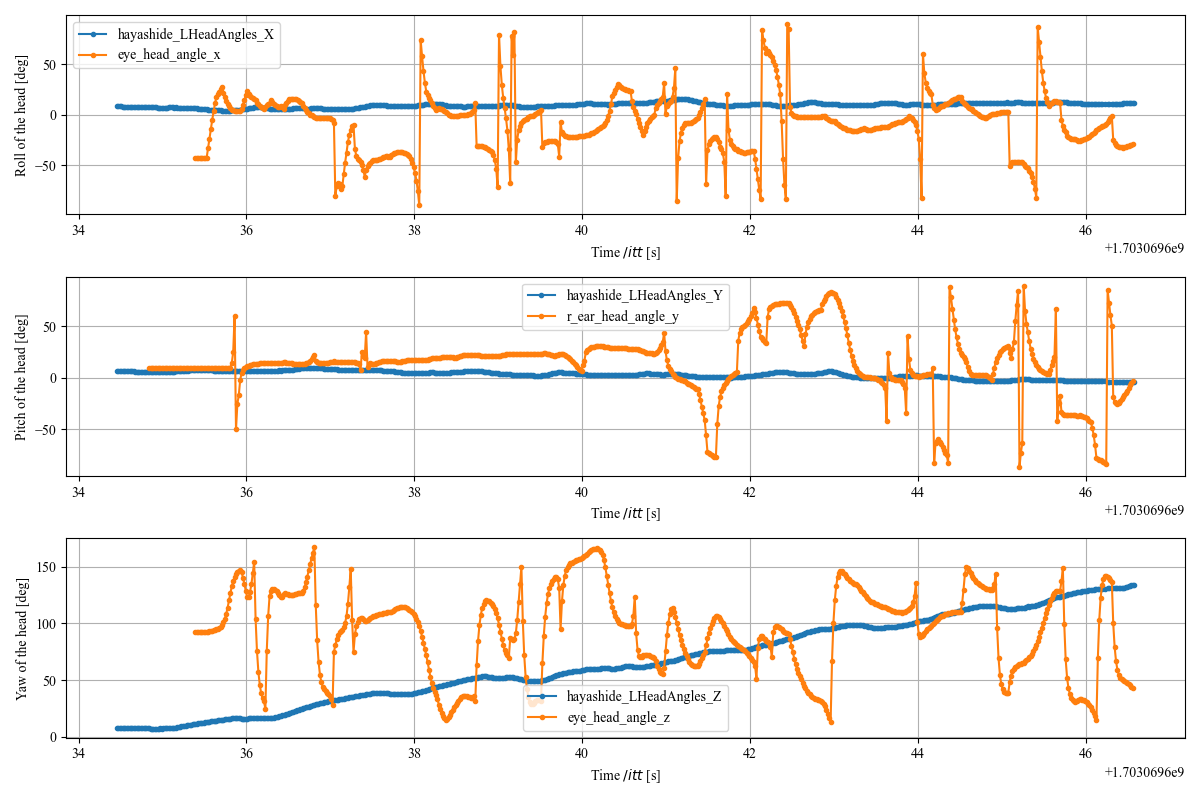 Roll of the head [deg]
hayashide_LHeadAngles_X
eye_head_angle_x
50
0
−50
34 36 38 40 42 44 46
Time /itt [s]
+1.7030696e9
Pitch of the head [deg]
hayashide_LHeadAngles_Y
r_ear_head_angle_y
50
0
−50
34 36 38 40 42 44 46
Time /itt [s]
+1.7030696e9
Yaw of the head [deg]
150
100
50
0
hayashide_LHeadAngles_Z
eye_head_angle_z
34 36 38 40 42 44 46
Time /itt [s]
+1.7030696e9